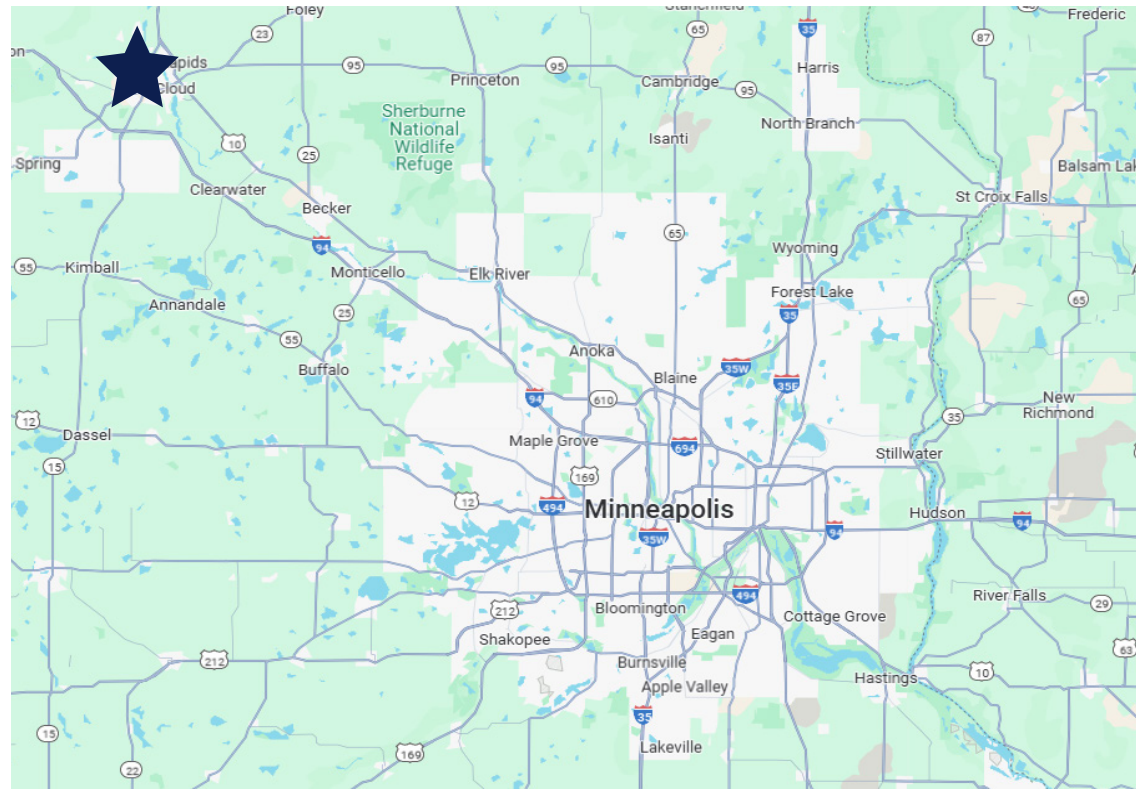 Foley
Stanchfield
Frederic
23
65
35
87
apids
Cloud
95
Princeton
95
Cambridge
95
Harris
Sherburne
National
Wildlife
Refuge
10
25
Isanti
North Branch
Spring
Clearwater
Becker
Balsam Lak
St Croix Falls
94
65
Wyoming
55
Kimball
Monticello
Elk River
Annandale
25
Forest Lake
65
35
55
Buffalo
Anoka
35W
Blaine
35E
94
610
New
Richmond
12
Dassel
35
Maple Grove
694
Stillwater
15
169
12
494
Minneapolis
Hudson
94
35W
94
494
212
Bloomington
Cottage Grove
River Falls
29
Shakopee
Eagan
63
212
Burnsville
Hastings
10
Apple Valley
35
15
Lakeville
169
22